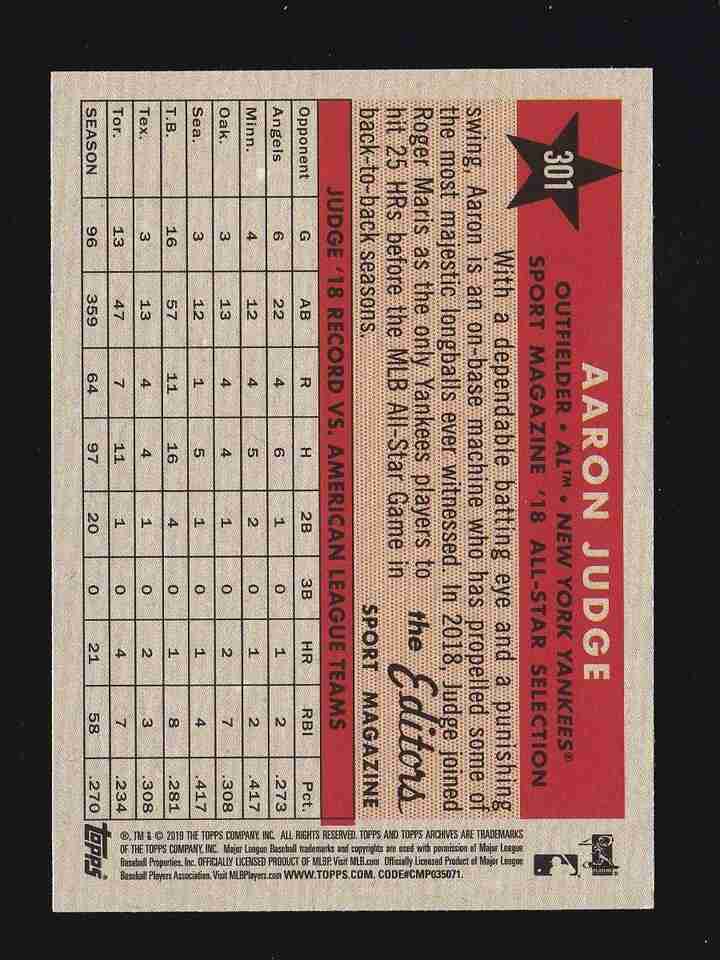 301
AARON JUDGE
OUTFIELDER • AL™ • NEW YORK YANKEES®
SPORT MAGAZINE '18 ALL-STAR SELECTION
With a dependable batting eye and a punishing
swing, Aaron is an on-base machine who has propelled some of
the most majestic longballs ever witnessed. In 2018, Judge joined
Roger Maris as the only Yankees players to
hit 25 HRs before the MLB All-Star Game in
back-to-back seasons.
the Editors
SPORT MAGAZINE
JUDGE '18 RECORD VS. AMERICAN LEAGUE TEAMS
Opponent G AB R H 2B 3B HR RBI Pct.
Angels 6 22 4 6 1 0 1 2 .273
Minn. 4 12 4 5 2 0 2 2 .417
Oak. 3 13 4 4 1 0 2 7 .308
Sea. 3 12 1 5 1 0 1 4 .417
T.B. 16 57 11 16 4 0 1 8 .281
Tex. 3 13 4 4 1 0 2 3 .308
Tor. 13 47 7 11 1 0 4 7 .234
SEASON 96 359 64 97 20 0 21 58 .270
®, TM & © 2019 THE TOPPS COMPANY, INC. ALL RIGHTS RESERVED. TOPPS AND TOPPS ARCHIVES ARE TRADEMARKS
OF THE TOPPS COMPANY, INC. Major League Baseball trademarks and copyrights are used with permission of Major League
Baseball Properties, Inc. OFFICIALLY LICENSED PRODUCT OF MLBP. Visit MLB.com Officially Licensed Product of Major League
Baseball Players Association. Visit MLBPlayers.com WWW.TOPPS.COM. CODE#CMP035071.
topps